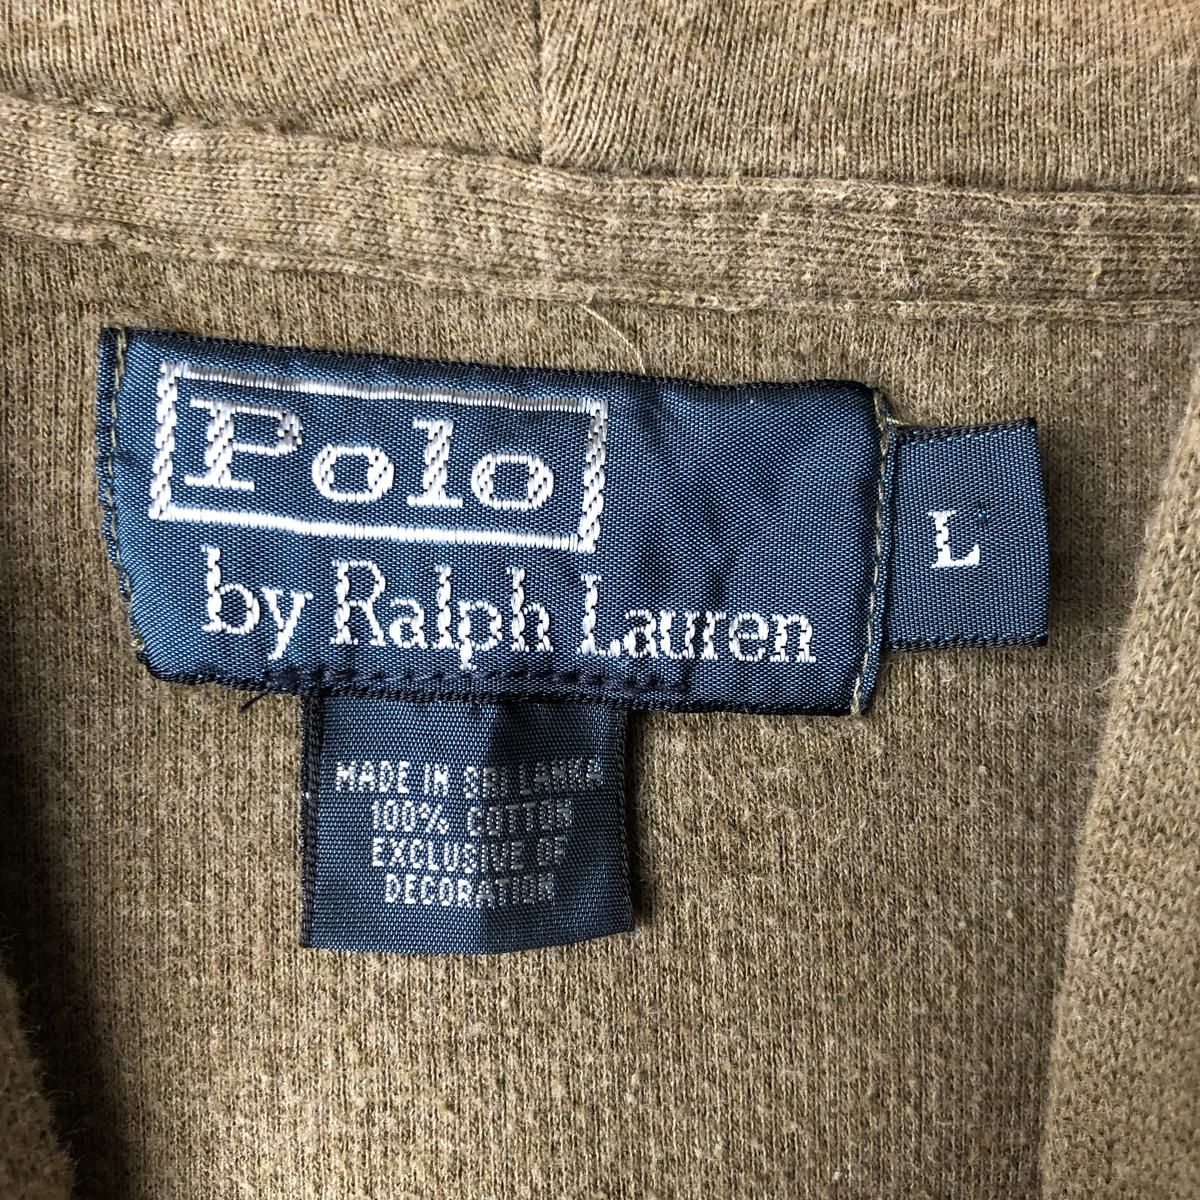 Polo
by Ralph Lauren
L
MADE IN SRI LANKA
100% COTTON
EXCLUSIVE OF
DECORATION